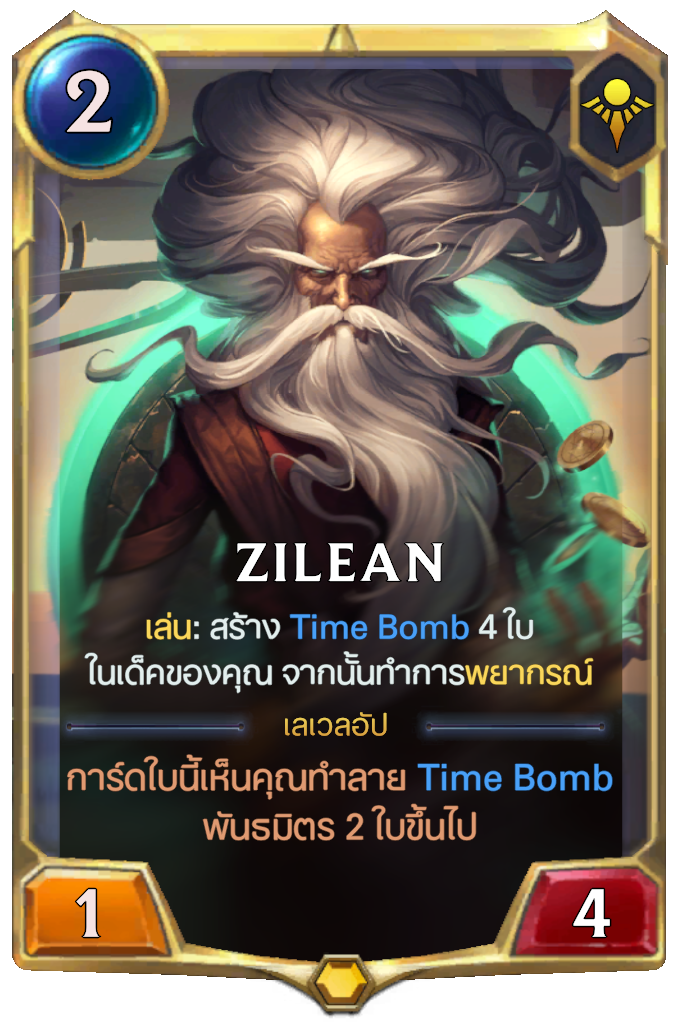 2
ZILEAN
เล่น: สร้าง Time Bomb 4 ใบ
ในเด็คของคุณ จากนั้นทำการพยากรณ์
เลเวลอัป
การ์ดใบนี้เห็นคุณทำลาย Time Bomb
พันธมิตร 2 ใบขึ้นไป
1
4